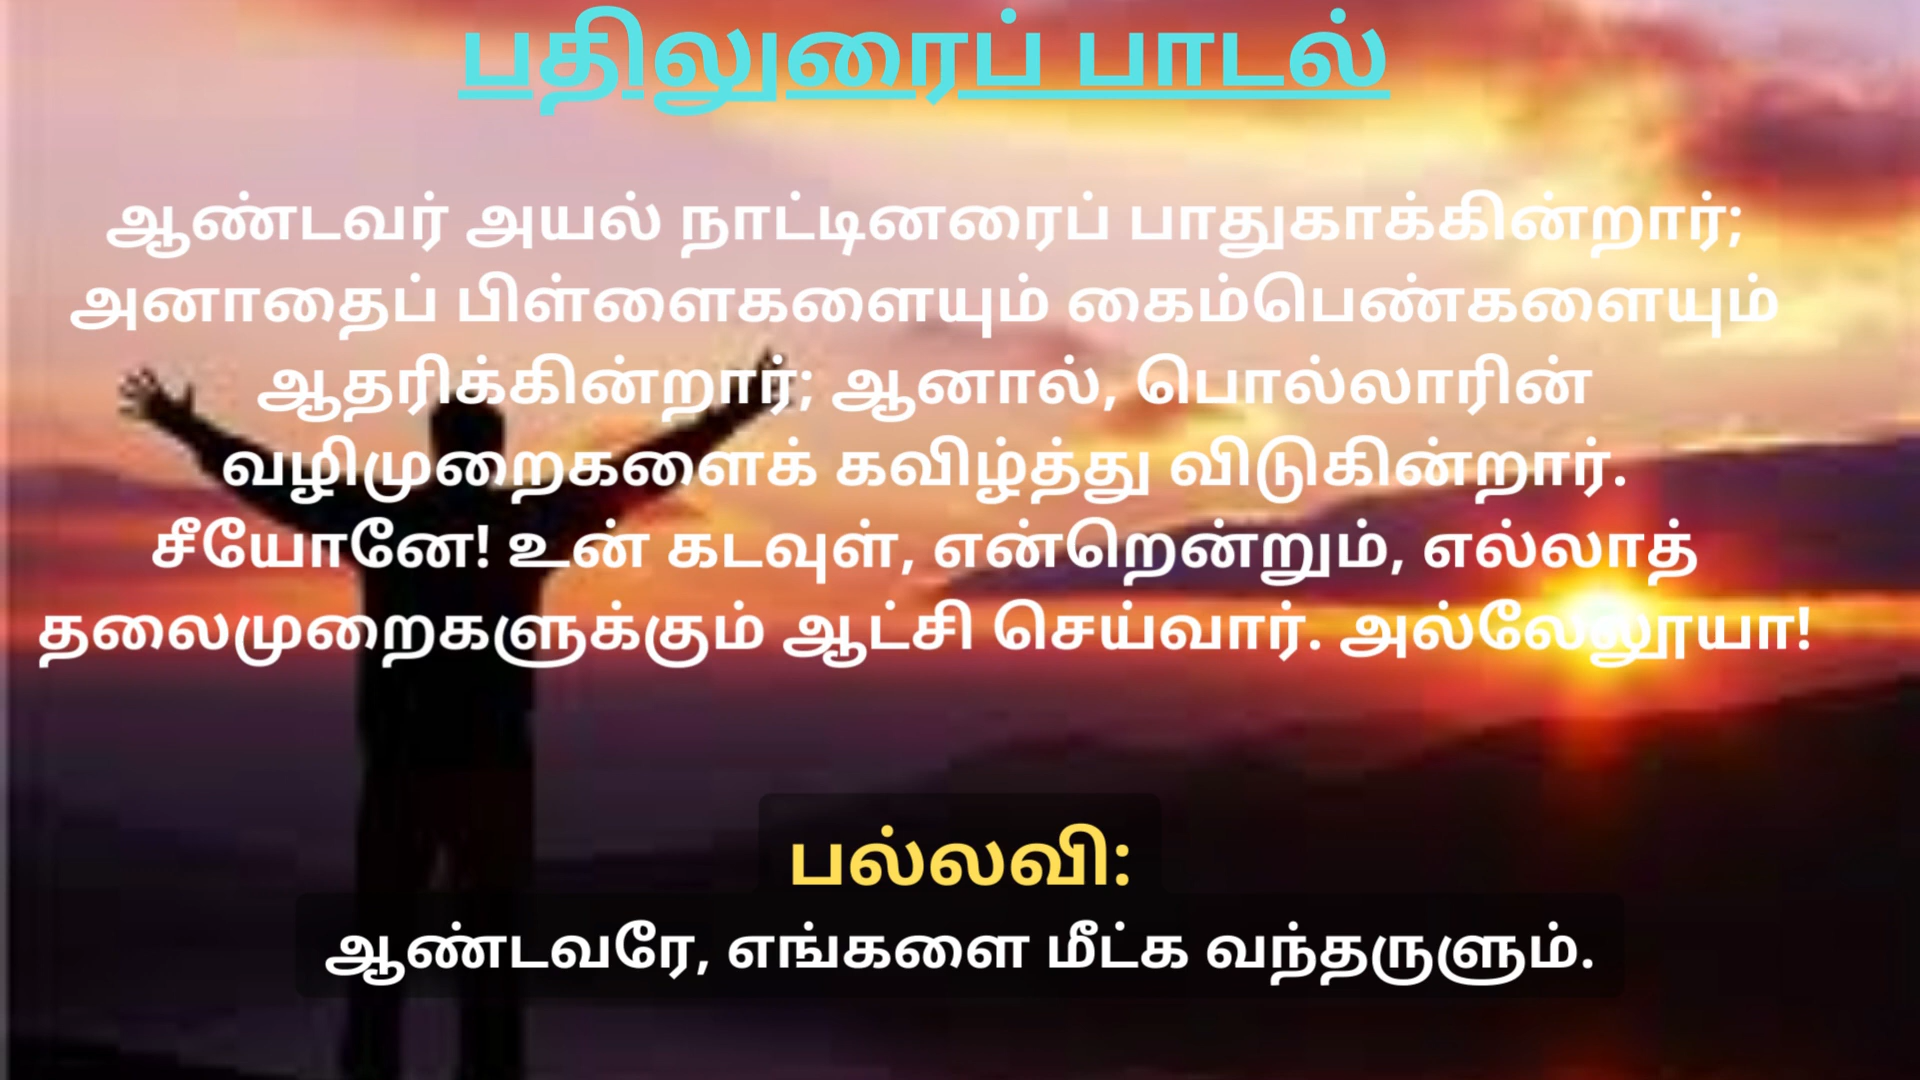 பதிலுரைப் பாடல்
ஆண்டவர் அயல் நாட்டினரைப் பாதுகாக்கின்றார்;
அனாதைப் பிள்ளைகளையும் கைம்பெண்களையும்
ஆதரிக்கின்றார்; ஆனால், பொல்லாரின்
வழிமுறைகளைக் கவிழ்த்து விடுகின்றார்.
சீயோனே! உன் கடவுள், என்றென்றும், எல்லாத்
தலைமுறைகளுக்கும் ஆட்சி செய்வார். அல்லேலூயா!
பல்லவி:
ஆண்டவரே, எங்களை மீட்க வந்தருளும்.